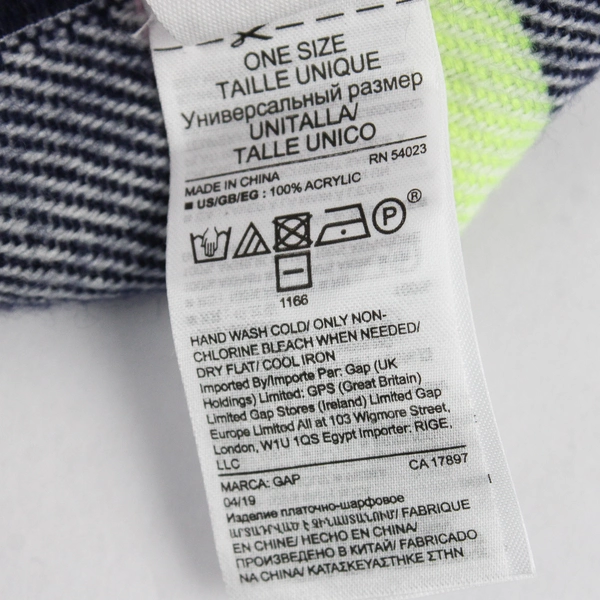 ONE SIZE
TAILLE UNIQUE
Универсальный размер
UNITALLA/
TALLE UNICO
RN 54023
MADE IN CHINA
■ US/GB/EG : 100% ACRYLIC
P®
1166
HAND WASH COLD/ ONLY NON-
CHLORINE BLEACH WHEN NEEDED/
DRY FLAT/ COOL IRON
Imported By/Importe Par: Gap (UK
Holdings) Limited: GPS (Great Britain)
Limited Gap Stores (Ireland) Limited Gap
Europe Limited All at 103 Wigmore Street,
London, W1U 1QS Egypt Importer: RIGE,
LLC
CA 17897
MARCA: GAP
04/19
Изделие платочно-шарфовое
FABRIQUE
EN CHINE/ HECHO EN CHINA/
ПРОИЗВЕДЕНО В КИТАЙ/ FABRICADO
NA CHINA/ ΚΑΤΑΣΚΕΥΑΣΤΗΚΕ ΣΤΗΝ